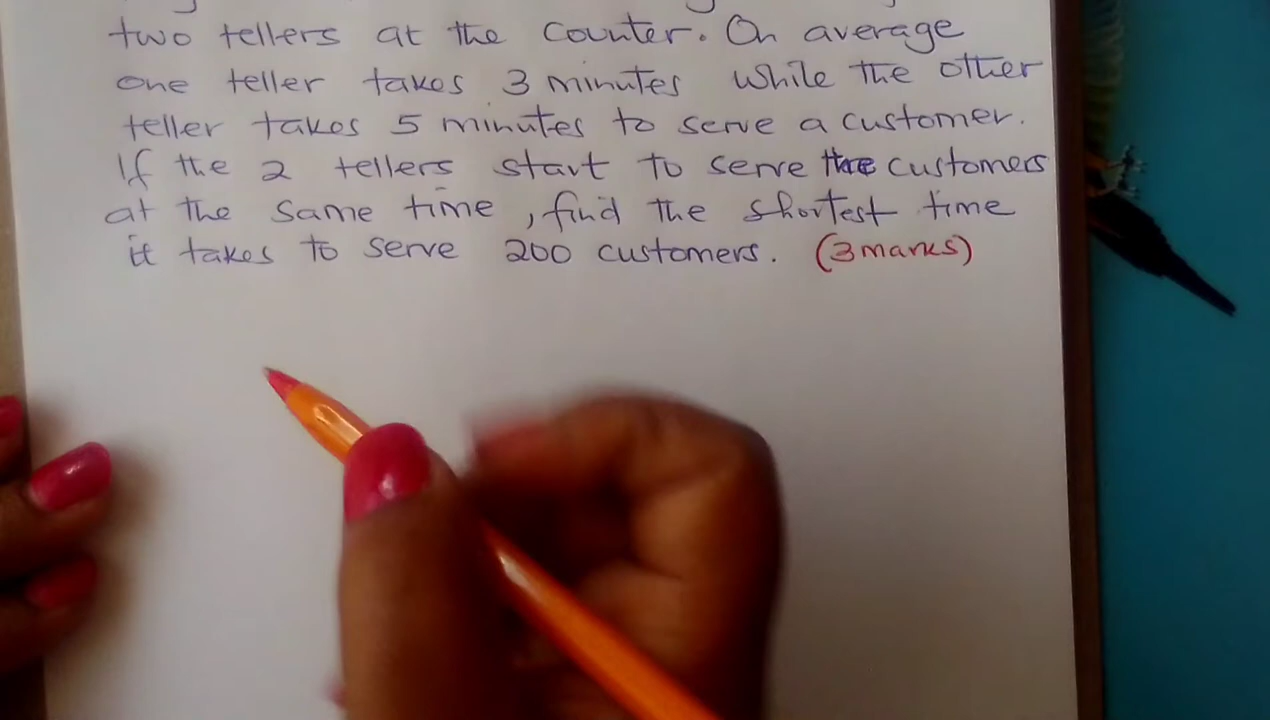 two tellers at the counter. On average
one teller takes 3 minutes while the other
teller takes 5 minutes to serve a customer.
If the 2 tellers start to serve the customers
at the same time, find the shortest time
it takes to serve 200 customers. (3 marks)